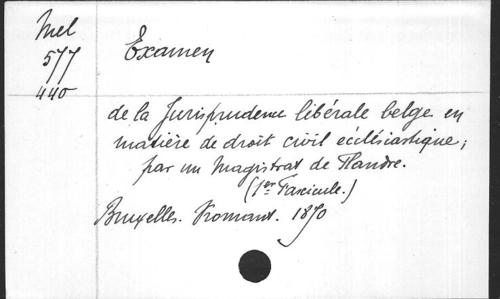 Mel
577
440
Examen
de la Jurisprudence libérale belge en
matière de droit civil ecclésiastique;
par un Magistrat de Flandre.
(1er Fascicule.)
Bruxelles. 1870